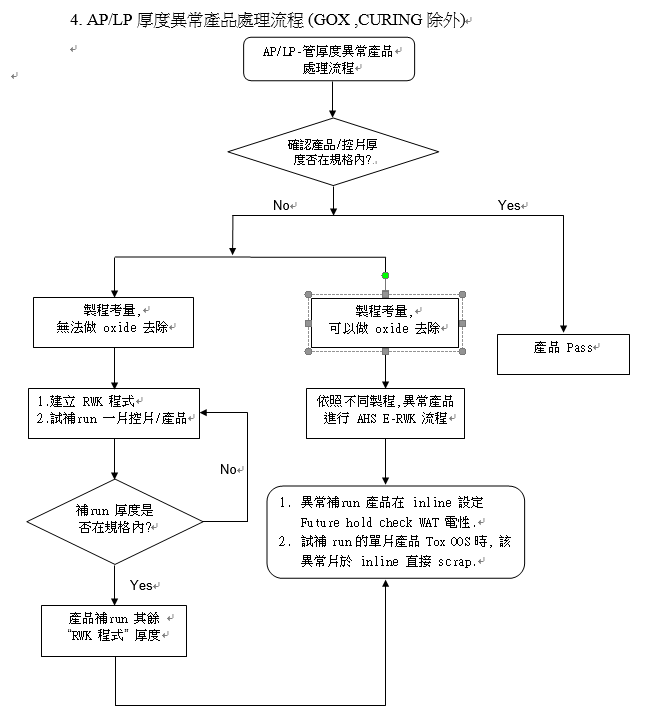 4. AP/LP 厚度異常產品處理流程 (GOX ,CURING 除外)
AP/LP-管厚度異常產品
處理流程
確認產品/控片厚
度否在規格內?
No
Yes
製程考量,
無法做 oxide 去除
製程考量,
可以做 oxide 去除
產品 Pass
1.建立 RWK 程式
2.試補run 一片控片/產品
依照不同製程,異常產品
進行 AHS E-RWK 流程
No
補run 厚度是
否在規格內?
1. 異常補run 產品在 inline 設定
Future hold check WAT 電性.
2. 試補 run的單片產品 Tox OOS時, 該
異常片於 inline 直接 scrap.
Yes
產品補run 其餘
“RWK 程式” 厚度